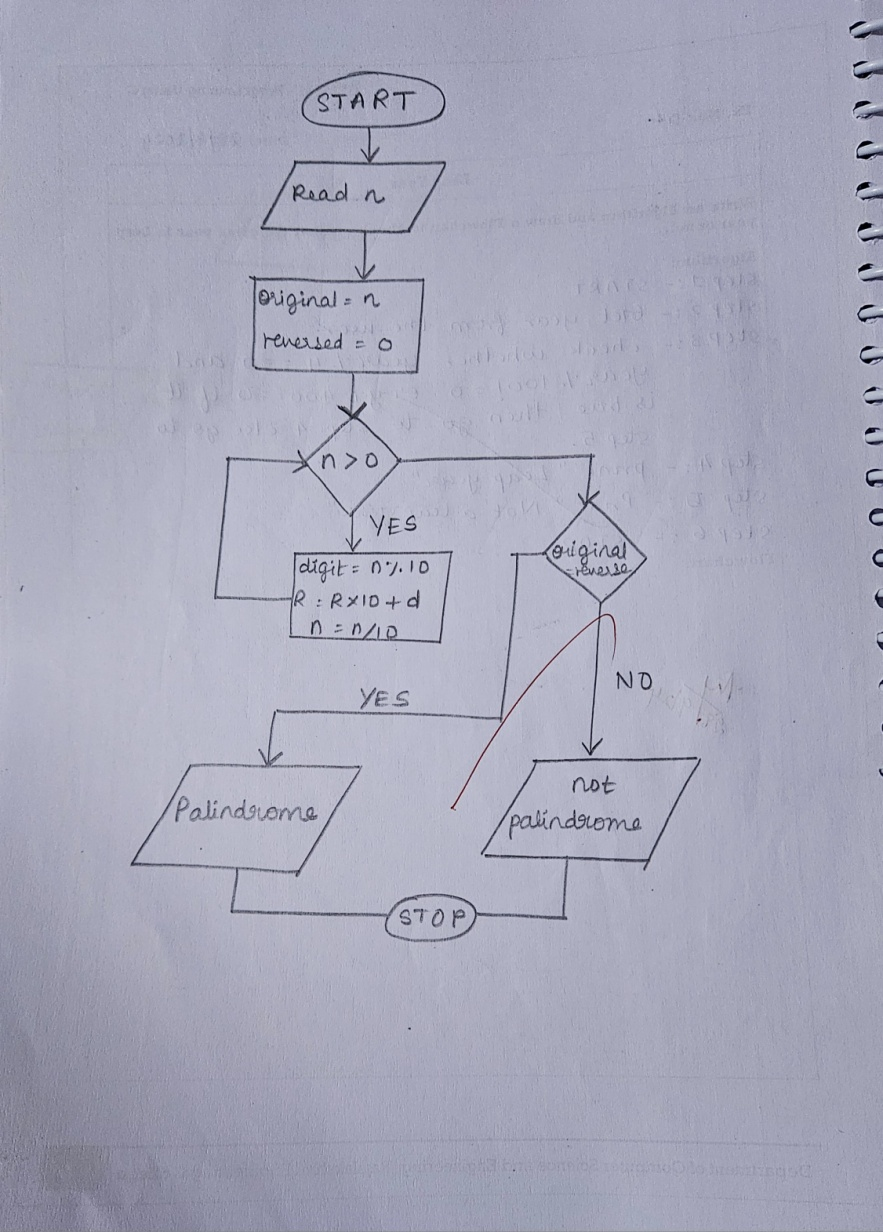 START
Read n
original = n
reversed = 0
n > 0
YES
digit = n % 10
R = R × 10 + d
n = n/10
original
=reverse
NO
YES
Palindrome
not
palindrome
STOP